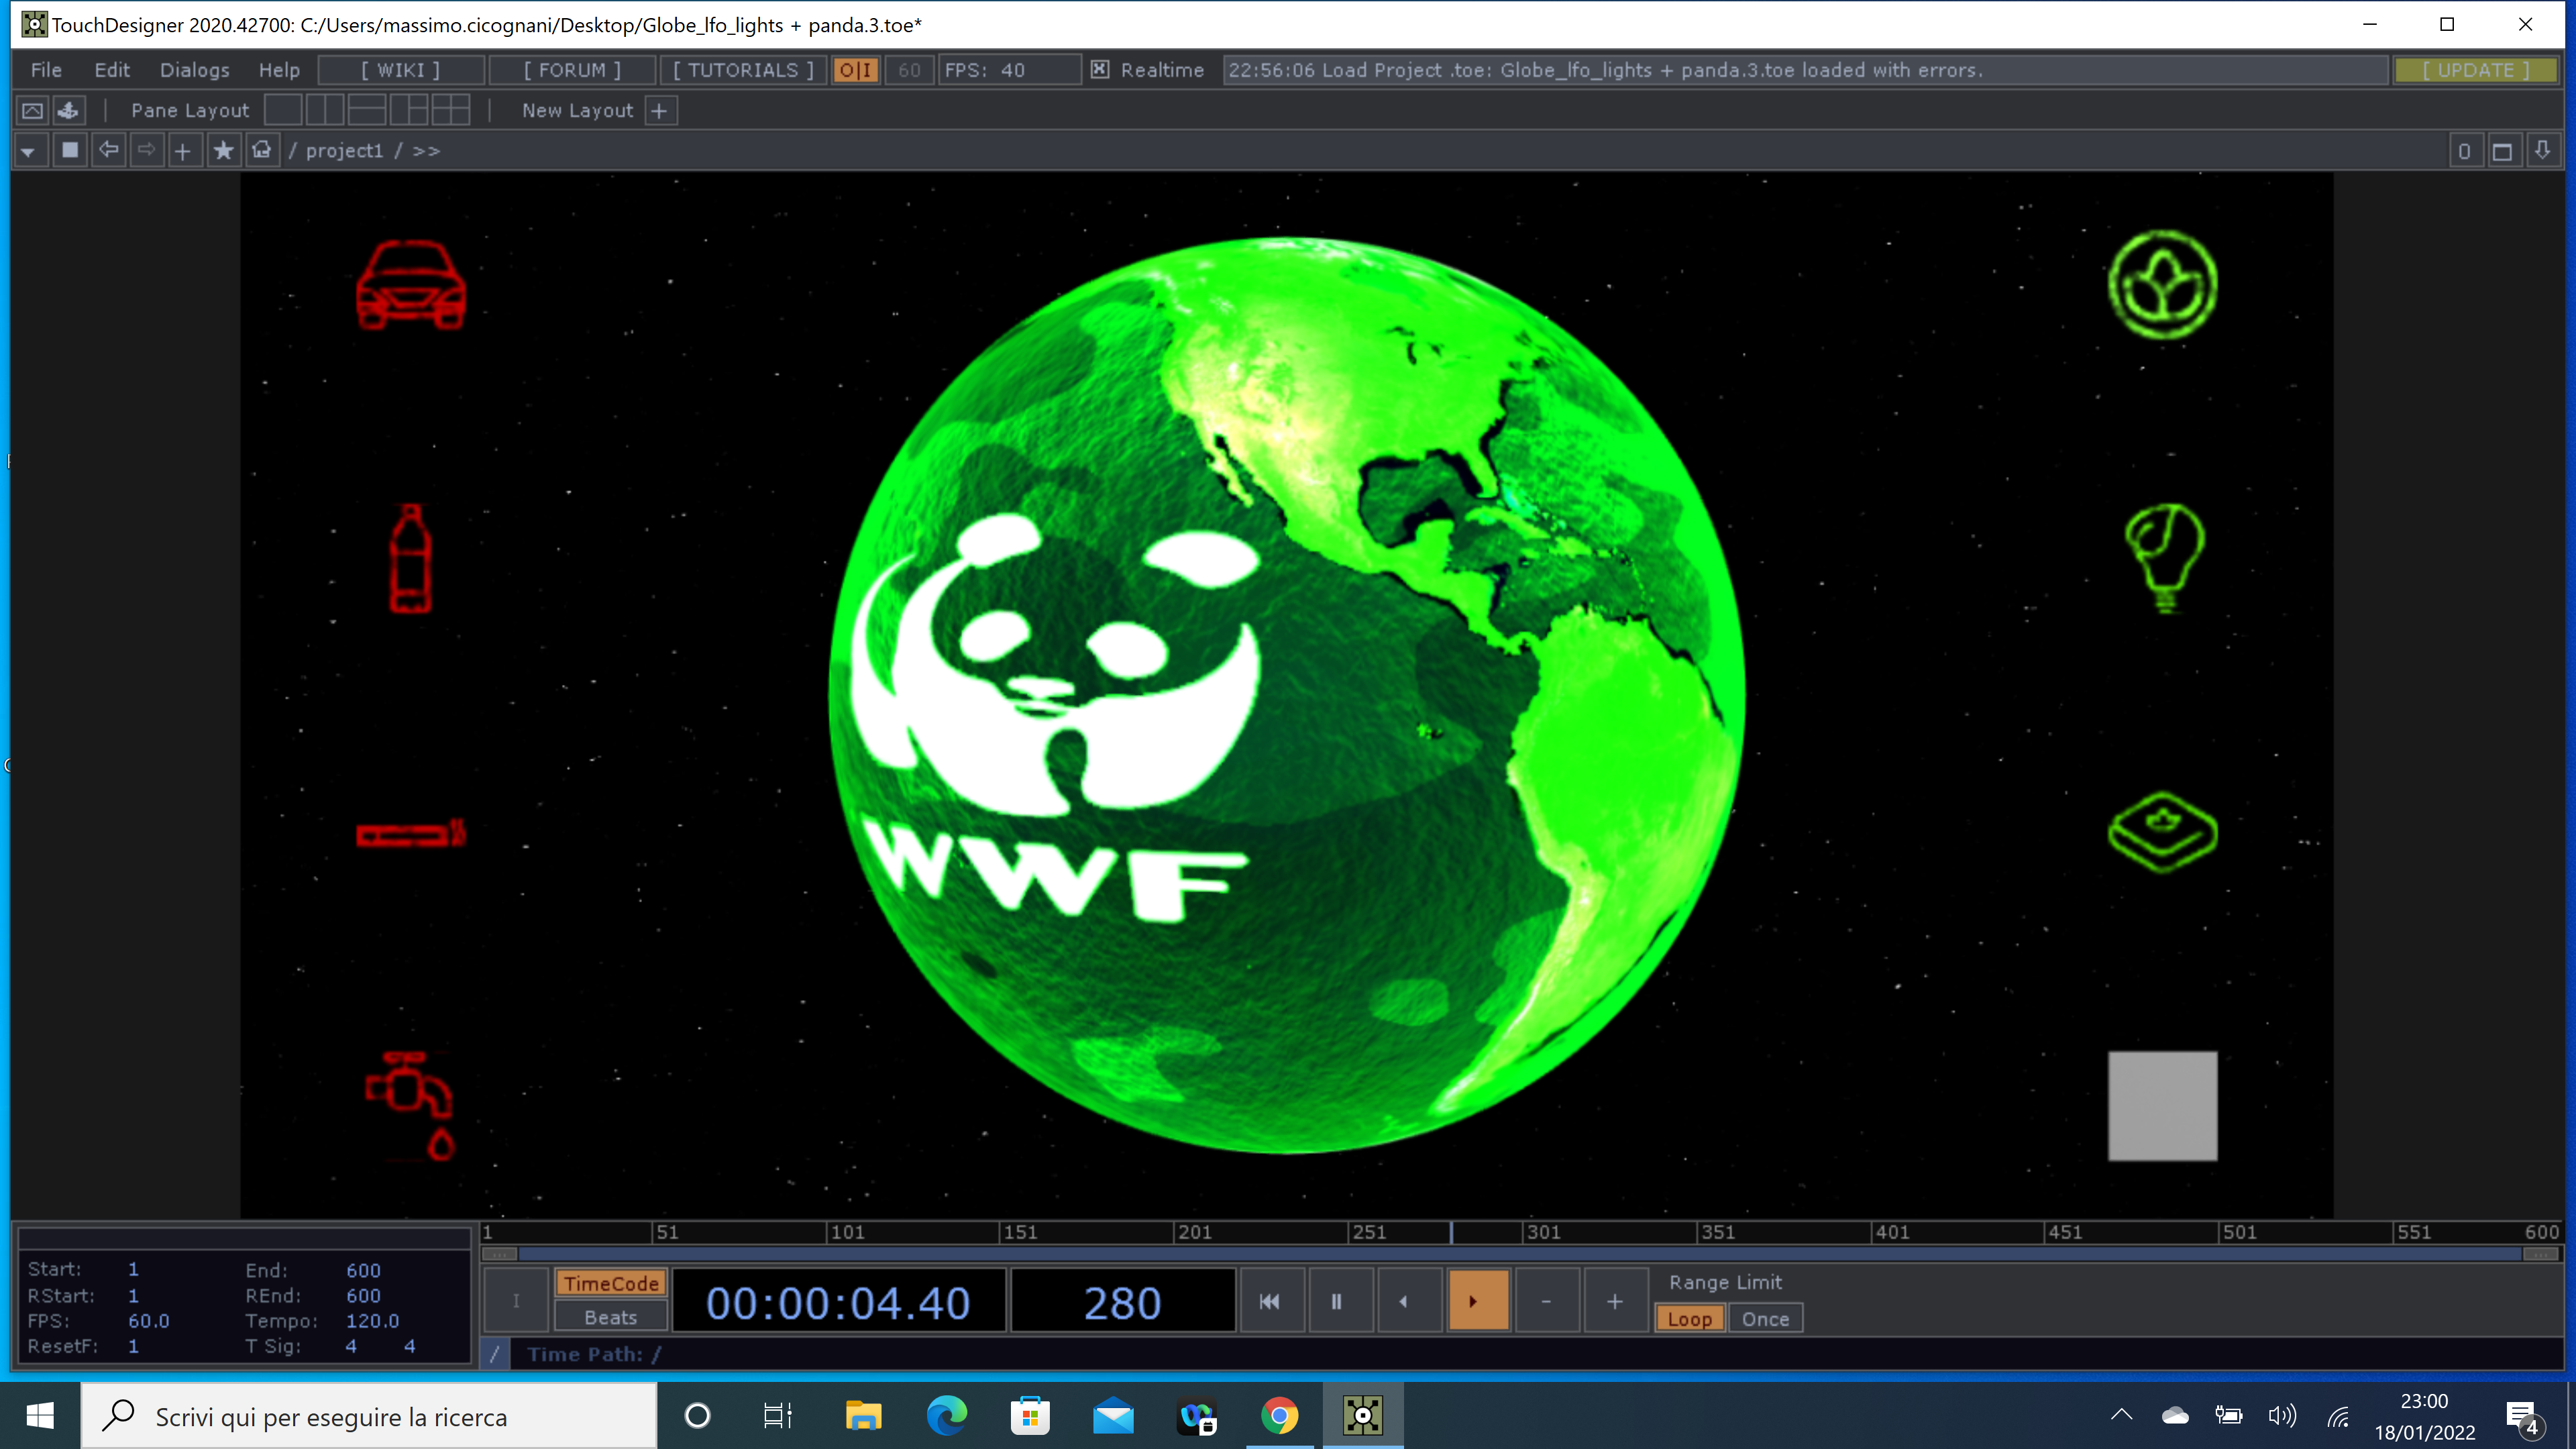 TouchDesigner 2020.42700: C:/Users/massimo.cicognani/Desktop/Globe_lfo_lights + panda.3.toe*
File Edit Dialogs Help [ WIKI ] [ FORUM ] [ TUTORIALS ] O|I 60 FPS: 40 Realtime 22:56:06 Load Project .toe: Globe_lfo_lights + panda.3.toe loaded with errors. [ UPDATE ]
Pane Layout | New Layout +
/ project1 / >> 0
WWF
1 51 101 151 201 251 301 351 401 451 501 551 600
Start: 1 End: 600
RStart: 1 REnd: 600
FPS: 60.0 Tempo: 120.0
ResetF: 1 T Sig: 4 4
I
TimeCode
Beats
00:00:04.40
280
- +
Range Limit
Loop Once
/ Time Path: /
Scrivi qui per eseguire la ricerca
23:00
18/01/2022
4